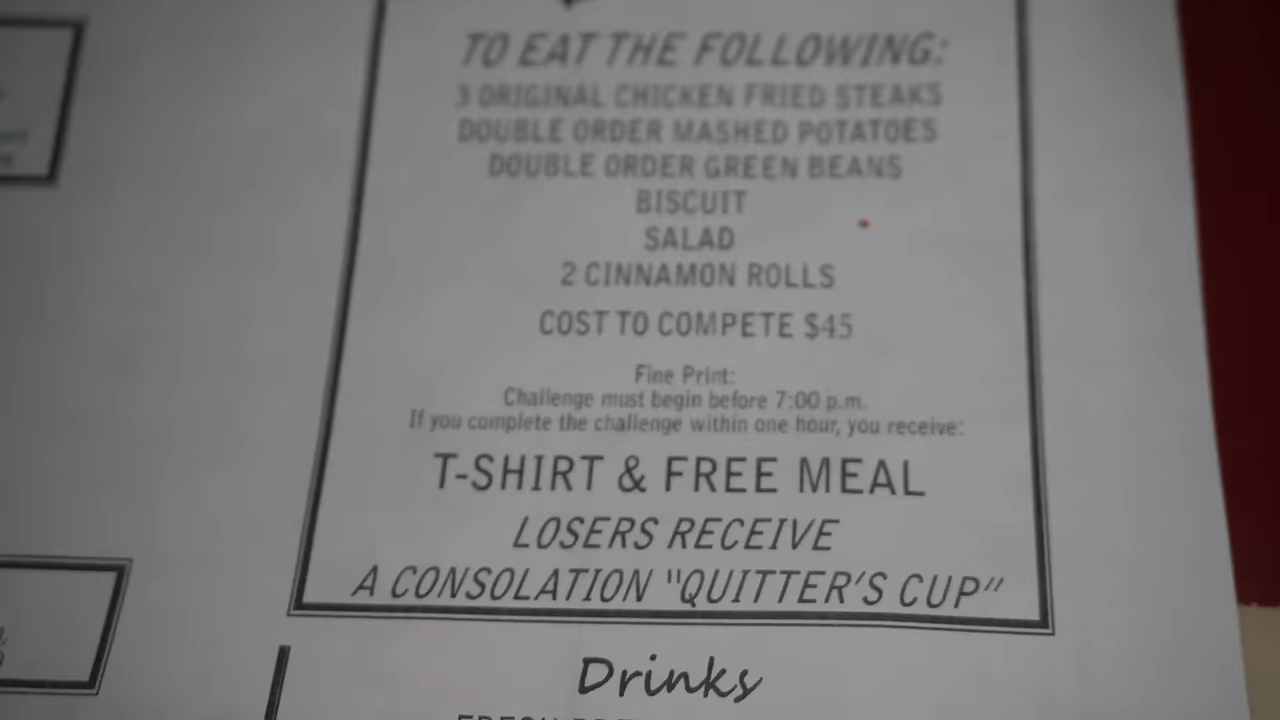 TO EAT THE FOLLOWING:
3 ORIGINAL CHICKEN FRIED STEAKS
DOUBLE ORDER MASHED POTATOES
DOUBLE ORDER GREEN BEANS
BISCUIT
SALAD
2 CINNAMON ROLLS
COST TO COMPETE $45
Fine Print:
Challenge must begin before 7:00 p.m.
If you complete the challenge within one hour, you receive:
T-SHIRT & FREE MEAL
LOSERS RECEIVE
A CONSOLATION "QUITTER'S CUP"
Drinks